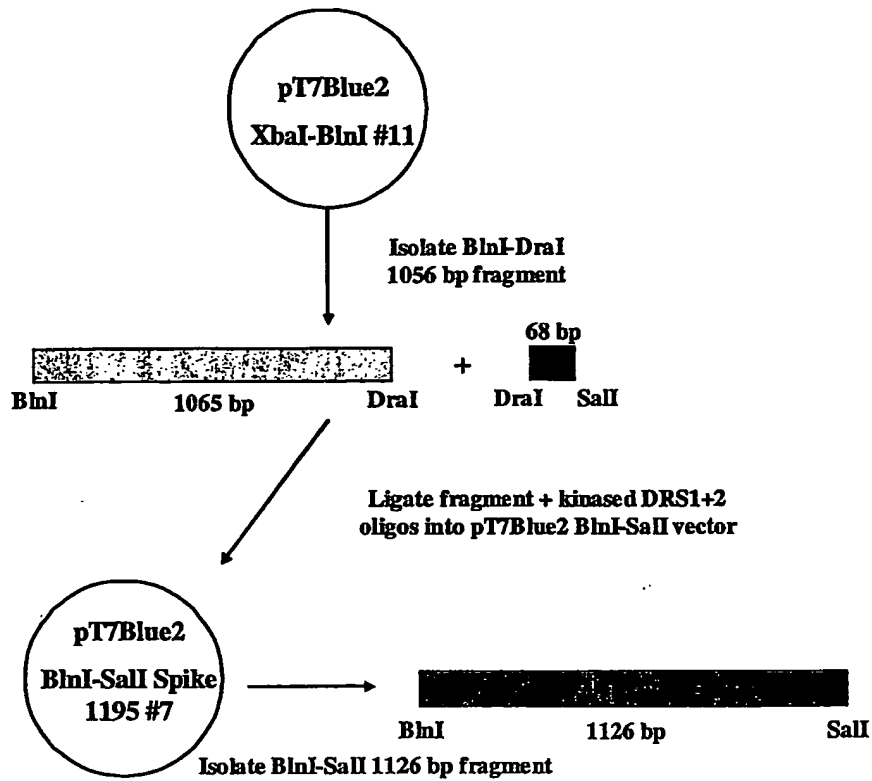 pT7Blue2
XbaI-BlnI #11
Isolate BlnI-DraI
1056 bp fragment
68 bp
+
BlnI
1065 bp
DraI
DraI
SalI
Ligate fragment + kinased DRS1+2
oligos into pT7Blue2 BlnI-SalI vector
pT7Blue2
BlnI-SalI Spike
1195 #7
BlnI
1126 bp
SalI
Isolate BlnI-SalI 1126 bp fragment